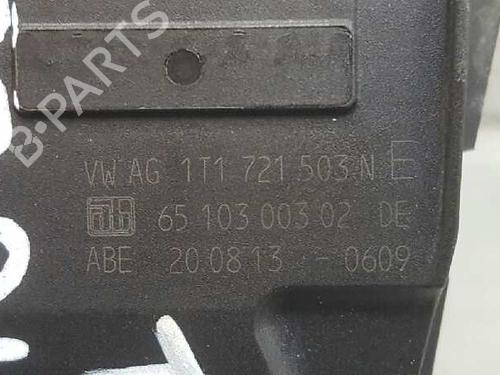 B-PARTS
VW AG 1T1 721 503 N E
65 103 003 02 DE
ABE 20 08 13 - 0609